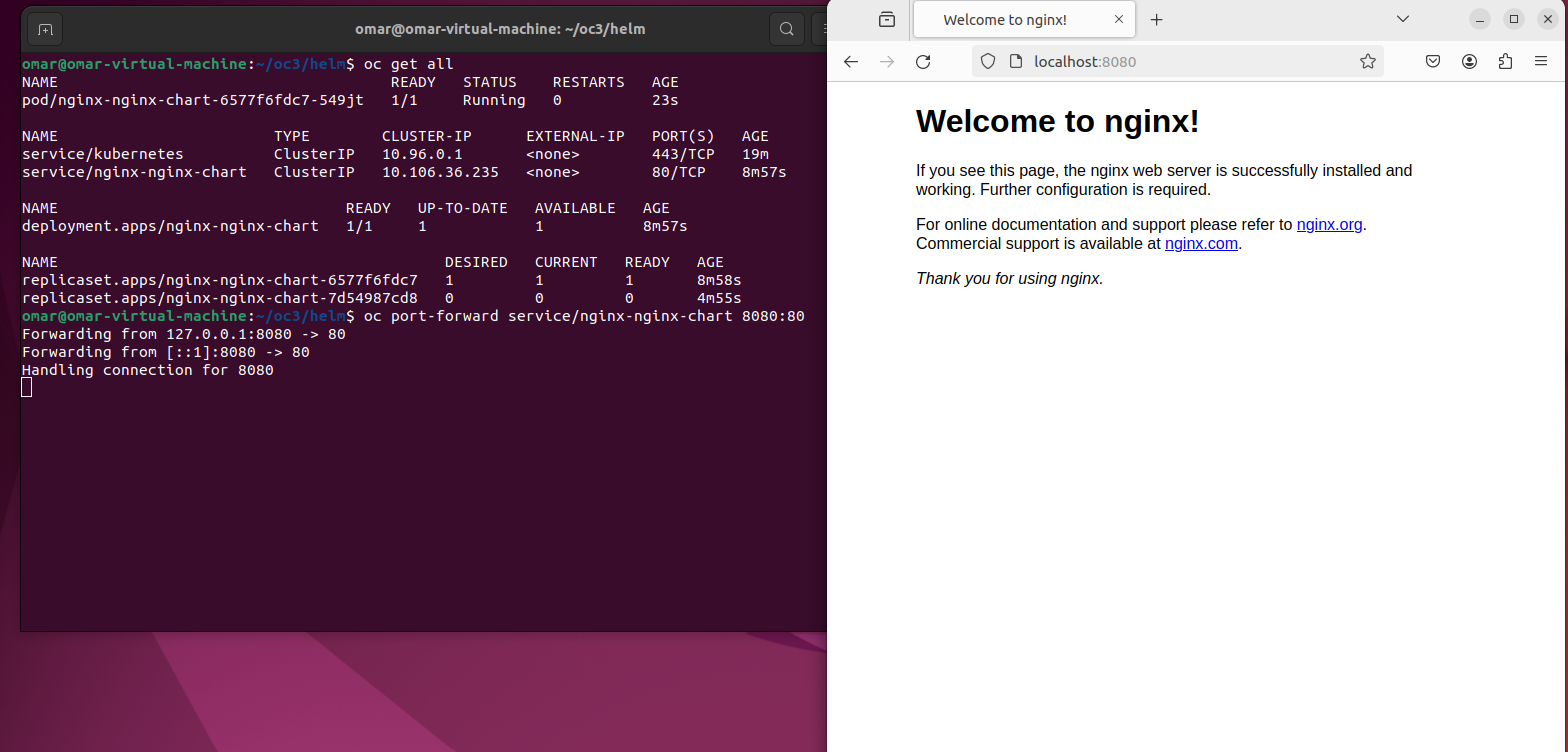 omar@omar-virtual-machine: ~/oc3/helm
omar@omar-virtual-machine:~/oc3/helm$ oc get all
NAME                                     READY   STATUS    RESTARTS   AGE
pod/nginx-nginx-chart-6577f6fdc7-549jt   1/1     Running   0          23s

NAME                        TYPE        CLUSTER-IP      EXTERNAL-IP   PORT(S)   AGE
service/kubernetes          ClusterIP   10.96.0.1       <none>        443/TCP   19m
service/nginx-nginx-chart   ClusterIP   10.106.36.235   <none>        80/TCP    8m57s

NAME                                READY   UP-TO-DATE   AVAILABLE   AGE
deployment.apps/nginx-nginx-chart   1/1     1            1           8m57s

NAME                                           DESIRED   CURRENT   READY   AGE
replicaset.apps/nginx-nginx-chart-6577f6fdc7   1         1         1       8m58s
replicaset.apps/nginx-nginx-chart-7d54987cd8   0         0         0       4m55s
omar@omar-virtual-machine:~/oc3/helm$ oc port-forward service/nginx-nginx-chart 8080:80
Forwarding from 127.0.0.1:8080 -> 80
Forwarding from [::1]:8080 -> 80
Handling connection for 8080
Welcome to nginx!
localhost:8080
Welcome to nginx!
If you see this page, the nginx web server is successfully installed and
working. Further configuration is required.
For online documentation and support please refer to nginx.org.
Commercial support is available at nginx.com.
Thank you for using nginx.